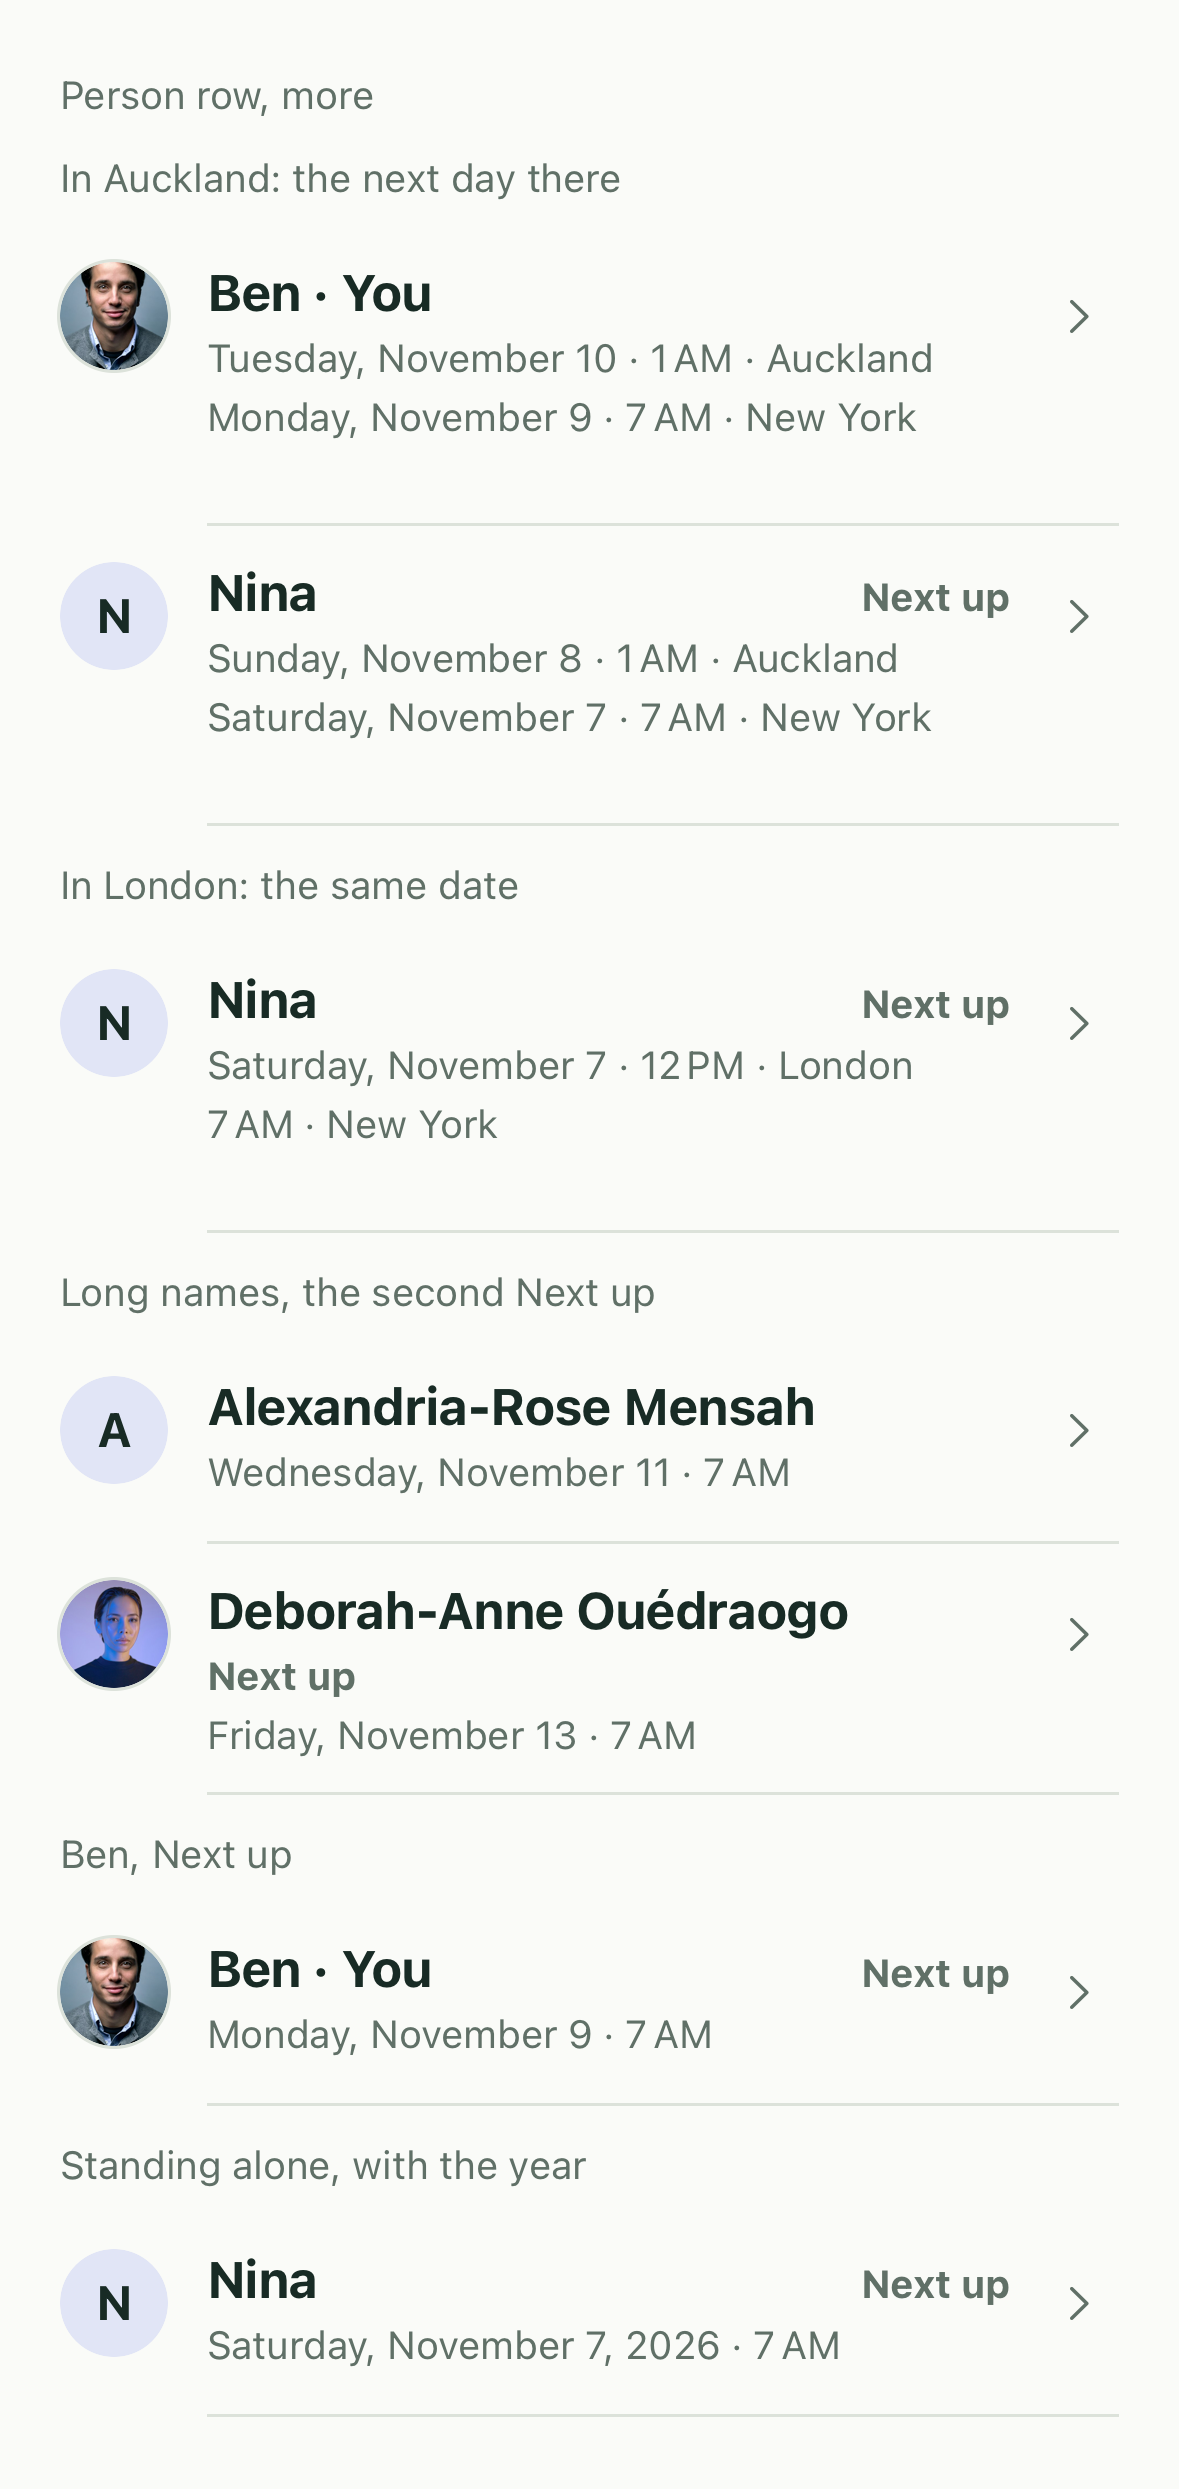 Person row, more
In Auckland: the next day there
Ben · You
Tuesday, November 10 · 1 AM · Auckland
Monday, November 9 · 7 AM · New York
N
Nina
Next up
Sunday, November 8 · 1 AM · Auckland
Saturday, November 7 · 7 AM · New York
In London: the same date
N
Nina
Next up
Saturday, November 7 · 12 PM · London
7 AM · New York
Long names, the second Next up
A
Alexandria-Rose Mensah
Wednesday, November 11 · 7 AM
Deborah-Anne Ouédraogo
Next up
Friday, November 13 · 7 AM
Ben, Next up
Ben · You
Next up
Monday, November 9 · 7 AM
Standing alone, with the year
N
Nina
Next up
Saturday, November 7, 2026 · 7 AM